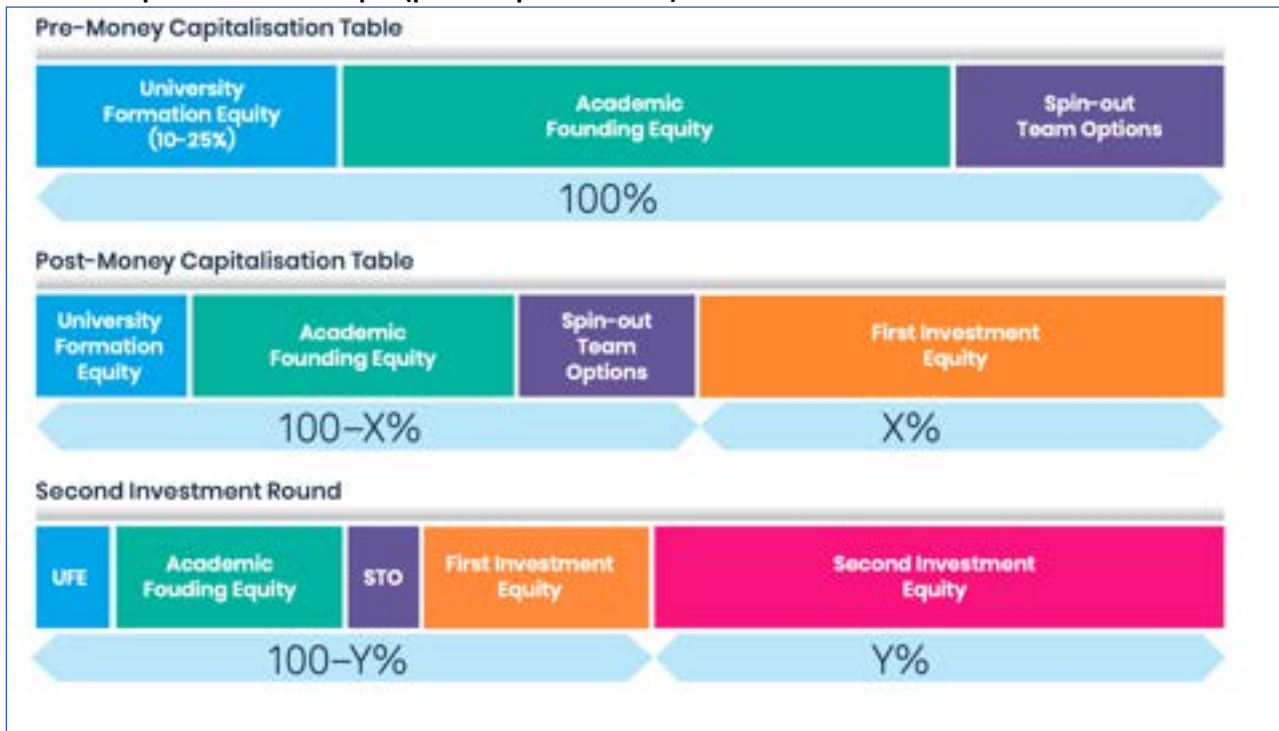 Pre-Money Capitalisation Table
University
Formation Equity
(10-25%)
Academic
Founding Equity
Spin-out
Team Options
100%
Post-Money Capitalisation Table
University
Formation
Equity
Academic
Founding Equity
Spin-out
Team
Options
First Investment
Equity
100–X%
X%
Second Investment Round
UFE
Academic
Fouding Equity
STO
First Investment
Equity
Second Investment
Equity
100–Y%
Y%